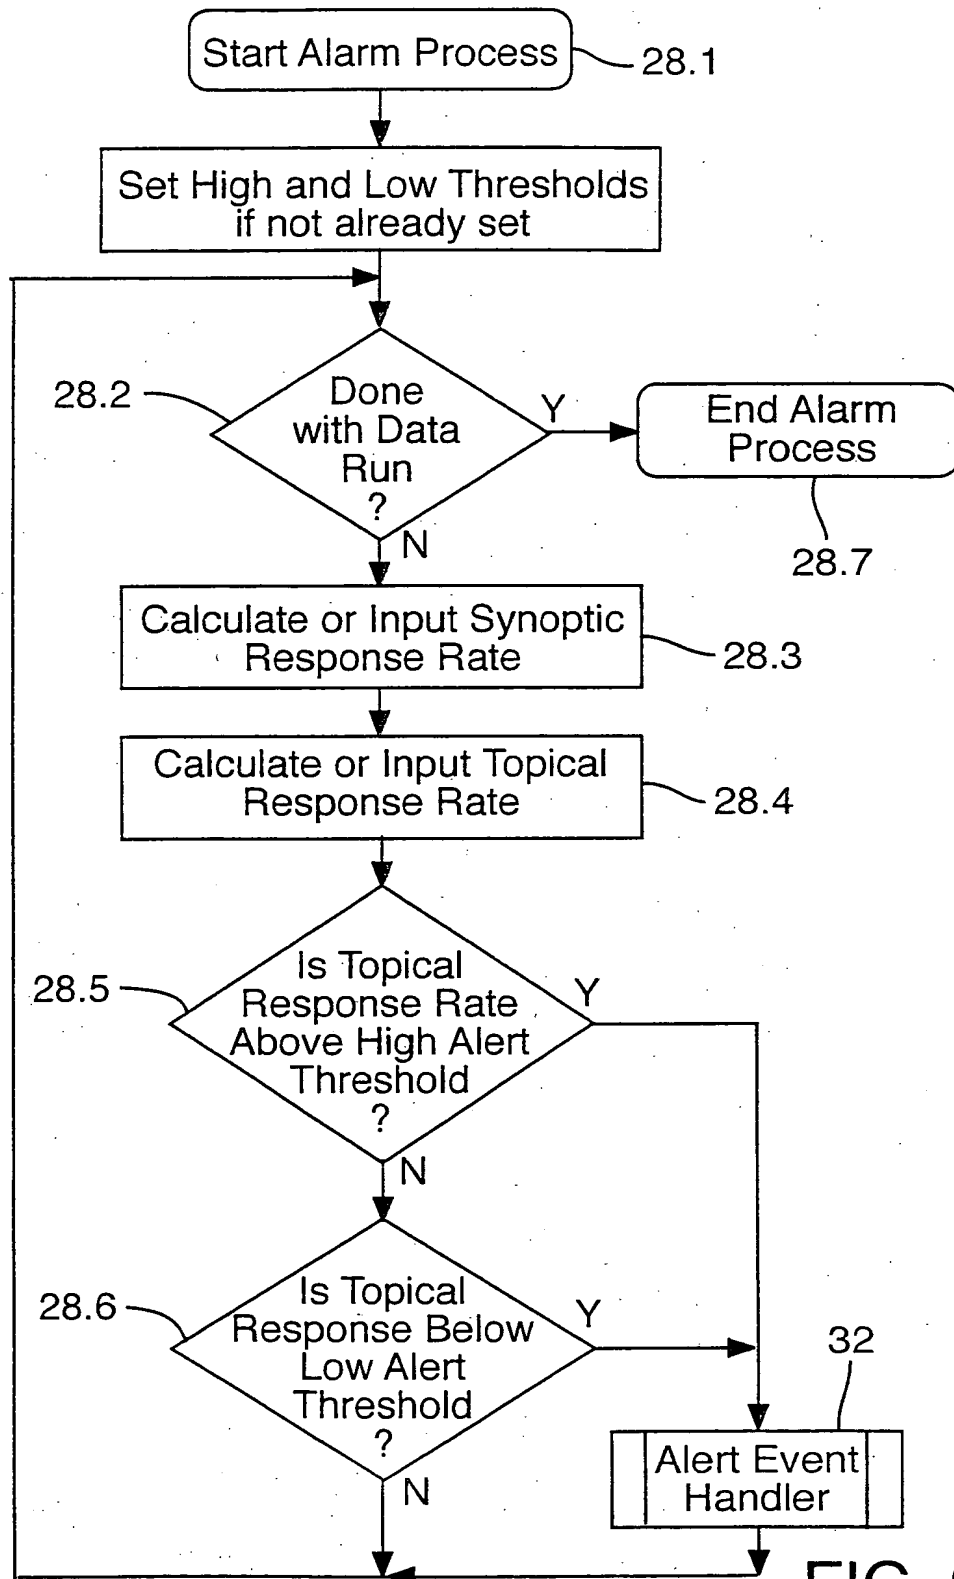 Start Alarm Process
28.1
Set High and Low Thresholds
if not already set
28.2
Done
with Data
Run
?
Y
N
End Alarm
Process
28.7
Calculate or Input Synoptic
Response Rate
28.3
Calculate or Input Topical
Response Rate
28.4
28.5
Is Topical
Response Rate
Above High Alert
Threshold
?
Y
N
28.6
Is Topical
Response Below
Low Alert
Threshold
?
Y
N
32
Alert Event
Handler
FIG.